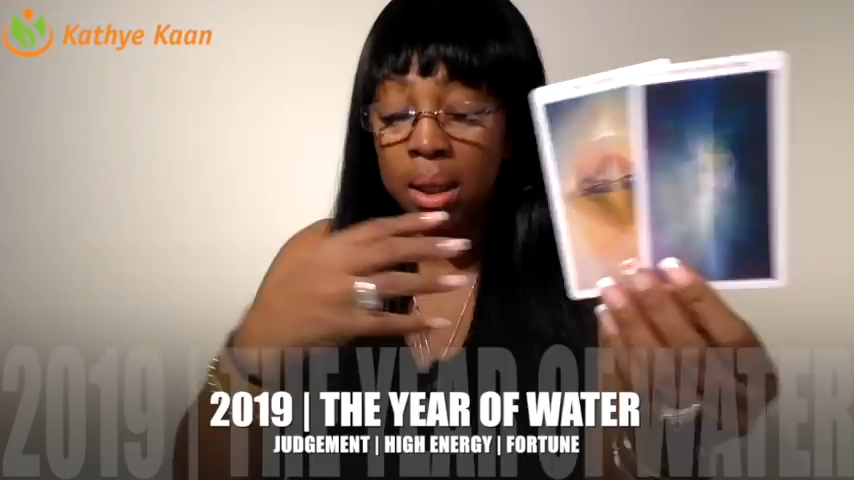 Kathye Kaan
2019 | THE YEAR OF WATER
2019 | THE YEAR OF WATER
JUDGEMENT | HIGH ENERGY | FORTUNE